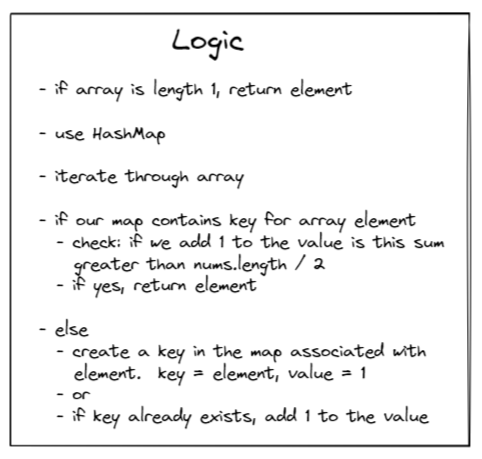 Logic
- if array is length 1, return element
- use HashMap
- iterate through array
- if our map contains key for array element
- check: if we add 1 to the value is this sum
greater than nums.length / 2
- if yes, return element
- else
- create a key in the map associated with
element. key = element, value = 1
- or
- if key already exists, add 1 to the value